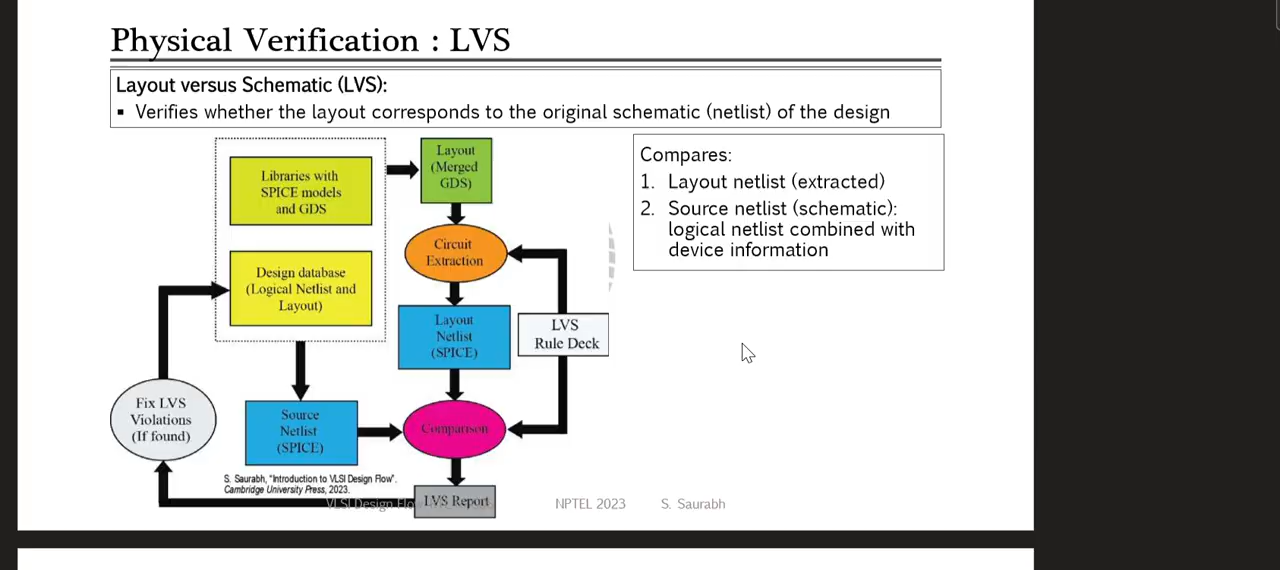 Physical Verification : LVS
Layout versus Schematic (LVS):
▪ Verifies whether the layout corresponds to the original schematic (netlist) of the design
Libraries with
SPICE models
and GDS
Design database
(Logical Netlist and
Layout)
Layout
(Merged
GDS)
Circuit
Extraction
Layout
Netlist
(SPICE)
LVS
Rule Deck
Fix LVS
Violations
(If found)
Source
Netlist
(SPICE)
Comparison
LVS Report
Compares:
1. Layout netlist (extracted)
2. Source netlist (schematic):
logical netlist combined with
device information
S. Saurabh, "Introduction to VLSI Design Flow".
Cambridge University Press, 2023.
VLSI Design
NPTEL 2023
S. Saurabh